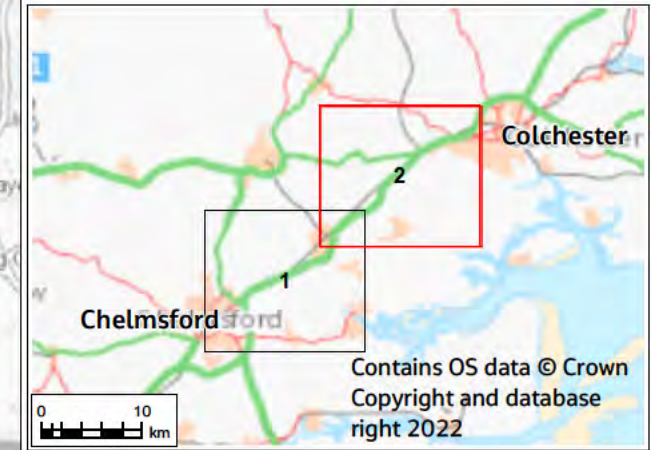 Colchester
2
1
Chelmsford
Contains OS data © Crown
Copyright and database
right 2022
0 10
km